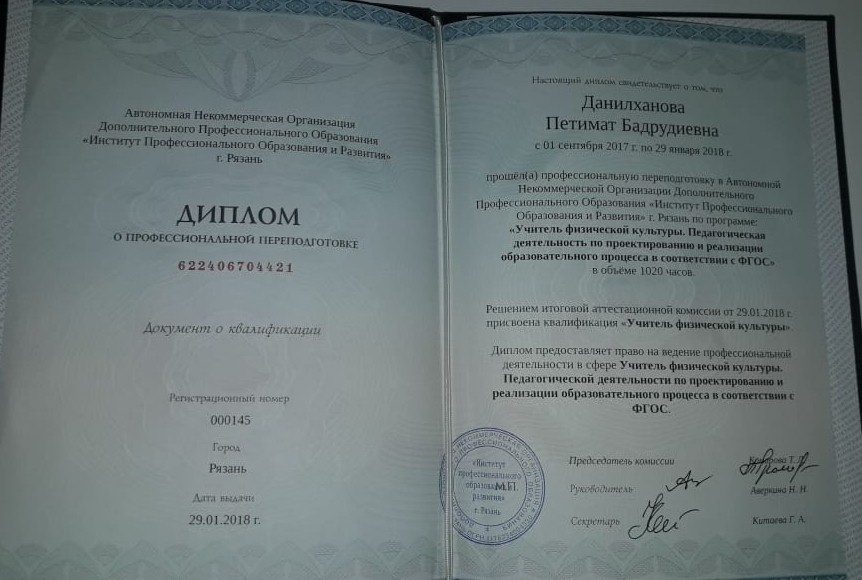 Автономная Некоммерческая Организация
Дополнительного Профессионального Образования
«Институт Профессионального Образования и Развития»
г. Рязань
ДИПЛОМ
О ПРОФЕССИОНАЛЬНОЙ ПЕРЕПОДГОТОВКЕ
622406704421
Документ о квалификации
Регистрационный номер
000145
Город
Рязань
Дата выдачи
29.01.2018 г.
Настоящий диплом свидетельствует о том, что
Данилханова
Петимат Бадрудиевна
с 01 сентября 2017 г. по 29 января 2018 г.
прошёл(а) профессиональную переподготовку в Автономной
Некоммерческой Организации Дополнительного
Профессионального Образования «Институт Профессионального
Образования и Развития» г. Рязань по программе:
«Учитель физической культуры. Педагогическая
деятельность по проектированию и реализации
образовательного процесса в соответствии с ФГОС»
в объёме 1020 часов.
Решением итоговой аттестационной комиссии от 29.01.2018 г.
присвоена квалификация «Учитель физической культуры».
Диплом предоставляет право на ведение профессиональной
деятельности в сфере Учитель физической культуры.
Педагогической деятельности по проектированию и
реализации образовательного процесса в соответствии с
ФГОС.
«Институт
профессионального
образования и
развития»
г. Рязань
М.П.
Председатель комиссии
Руководитель Аверкина Н. Н.
Секретарь Китаева Г. А.